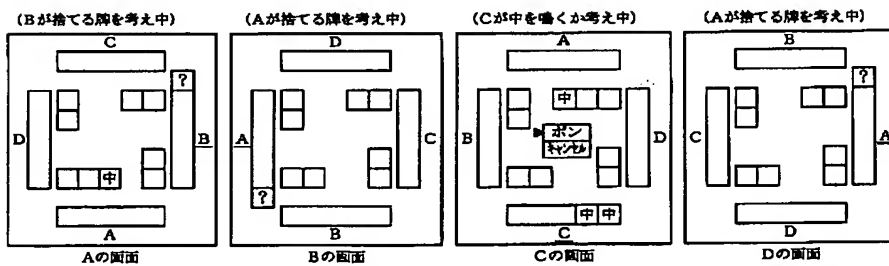 (Bが捨てる牌を考え中)
C
?
D
B
中
A
Aの画面
(Aが捨てる牌を考え中)
D
A
C
?
B
Bの画面
(Cが中を鳴くか考え中)
A
中
B
ポン
D
キャンセル
中中
C
Cの画面
(Aが捨てる牌を考え中)
B
?
C
A
D
Dの画面